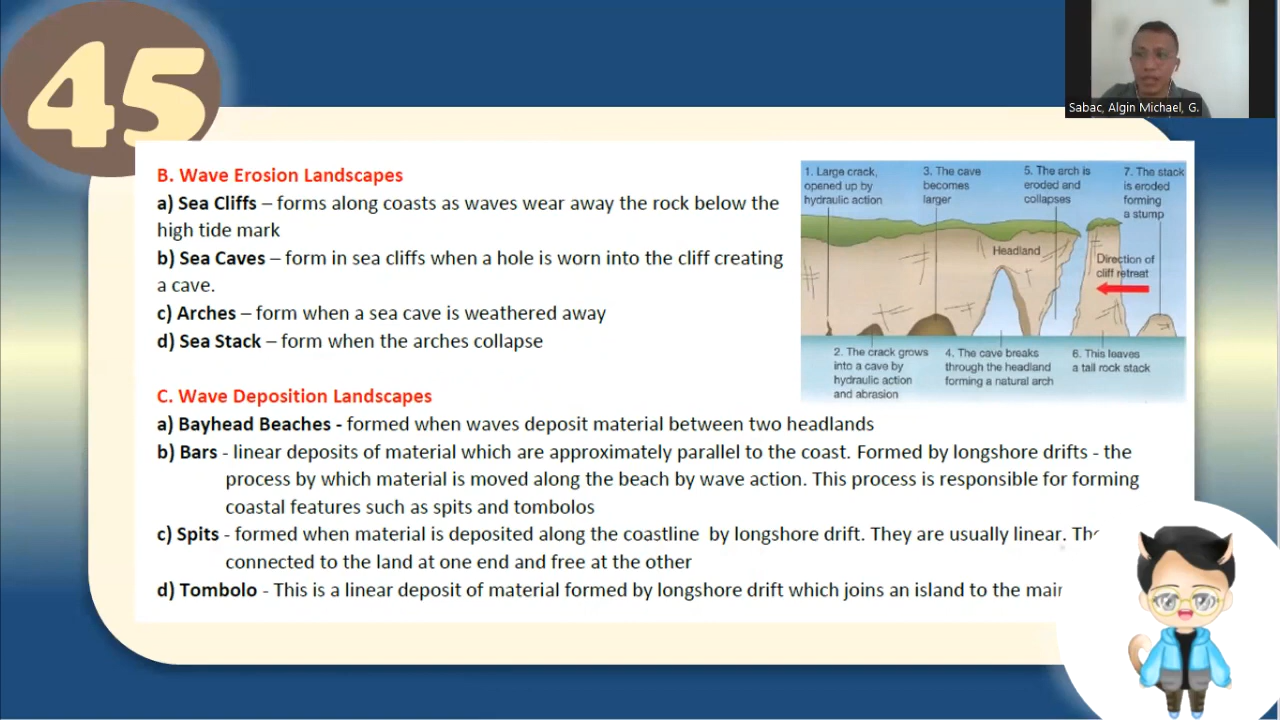 45
Sabac, Algin Michael, G.
B. Wave Erosion Landscapes
a) Sea Cliffs – forms along coasts as waves wear away the rock below the
high tide mark
b) Sea Caves – form in sea cliffs when a hole is worn into the cliff creating
a cave.
c) Arches – form when a sea cave is weathered away
d) Sea Stack – form when the arches collapse
1. Large crack,
opened up by
hydraulic action
3. The cave
becomes
larger
5. The arch is
eroded and
collapses
7. The stack
is eroded
forming
a stump
Headland
Direction of
cliff retreat
2. The crack grows
into a cave by
hydraulic action
and abrasion
4. The cave breaks
through the headland
forming a natural arch
6. This leaves
a tall rock stack
C. Wave Deposition Landscapes
a) Bayhead Beaches - formed when waves deposit material between two headlands
b) Bars - linear deposits of material which are approximately parallel to the coast. Formed by longshore drifts - the
process by which material is moved along the beach by wave action. This process is responsible for forming
coastal features such as spits and tombolos
c) Spits - formed when material is deposited along the coastline by longshore drift. They are usually linear.
connected to the land at one end and free at the other
d) Tombolo - This is a linear deposit of material formed by longshore drift which joins an island to the